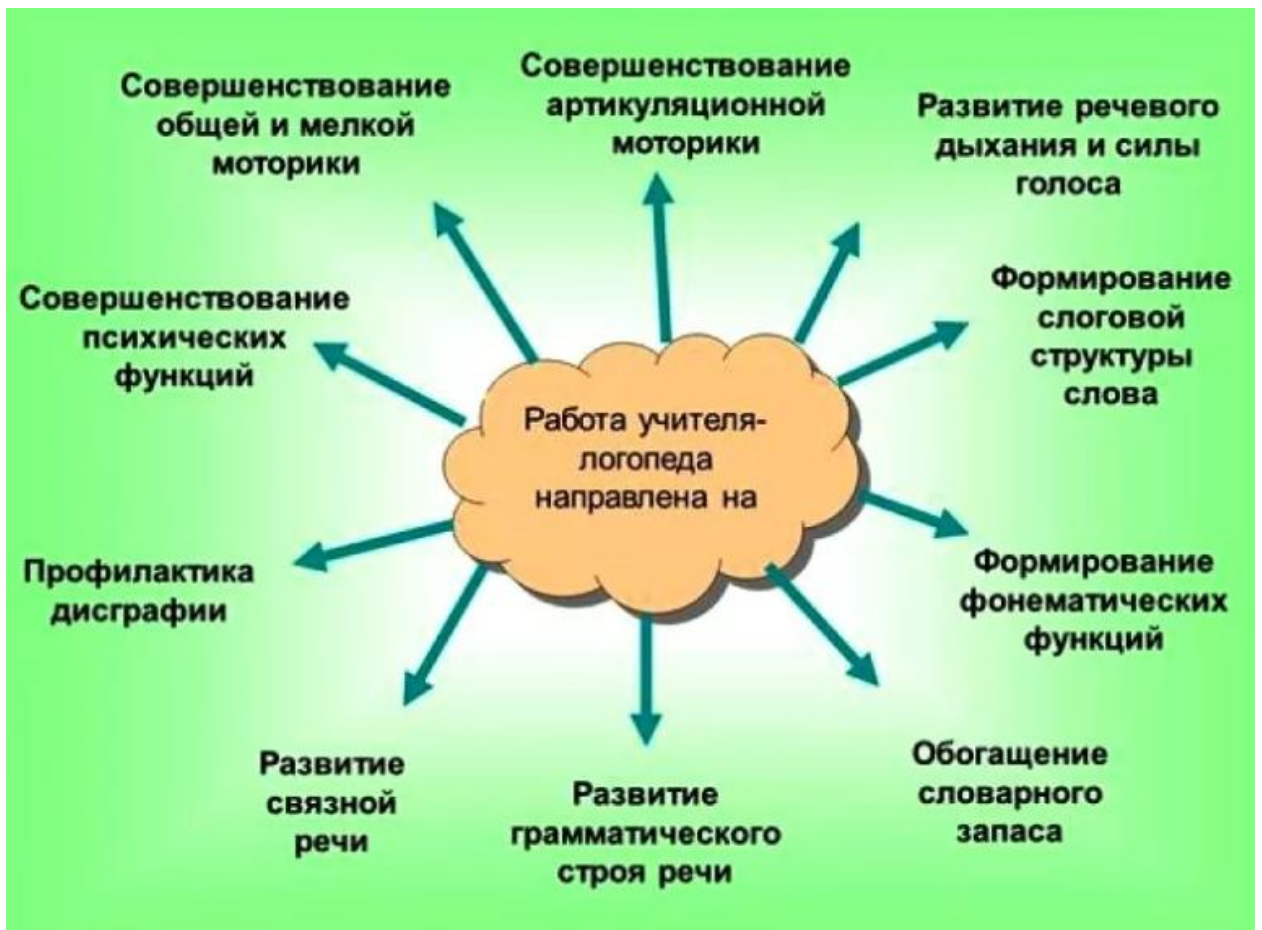 Совершенствование
общей и мелкой
моторики
Совершенствование
артикуляционной
моторики
Развитие речевого
дыхания и силы
голоса
Совершенствование
психических
функций
Формирование
слоговой
структуры
слова
Работа учителя-
логопеда
направлена на
Профилактика
дисграфии
Формирование
фонематических
функций
Развитие
связной
речи
Развитие
грамматического
строя речи
Обогащение
словарного
запаса